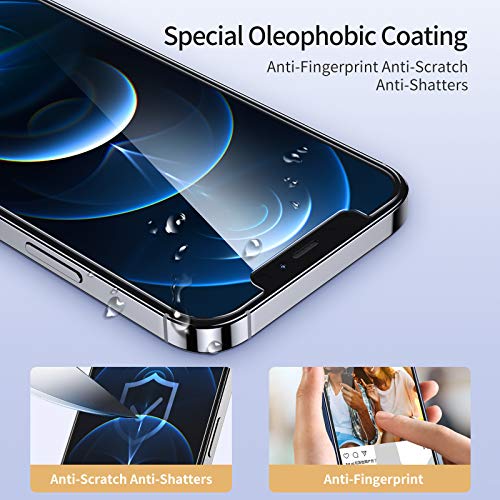 Special Oleophobic Coating
Anti-Fingerprint Anti-Scratch
Anti-Shatters
Anti-Scratch Anti-Shatters
Anti-Fingerprint